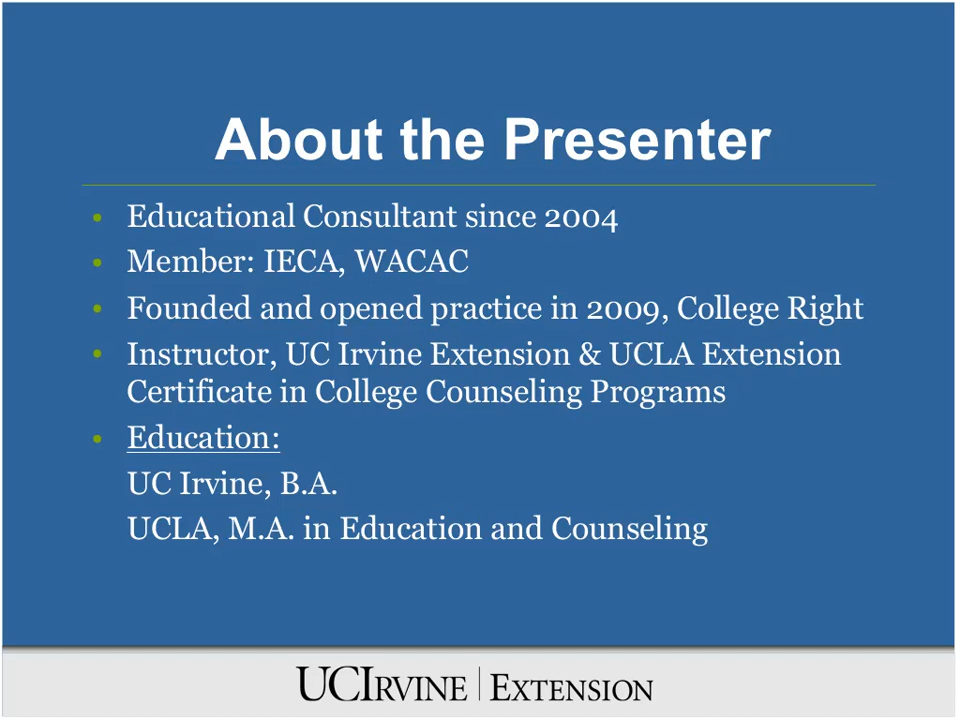 About the Presenter
• Educational Consultant since 2004
• Member: IECA, WACAC
• Founded and opened practice in 2009, College Right
• Instructor, UC Irvine Extension & UCLA Extension
Certificate in College Counseling Programs
• Education:
UC Irvine, B.A.
UCLA, M.A. in Education and Counseling
UCIRVINE | EXTENSION